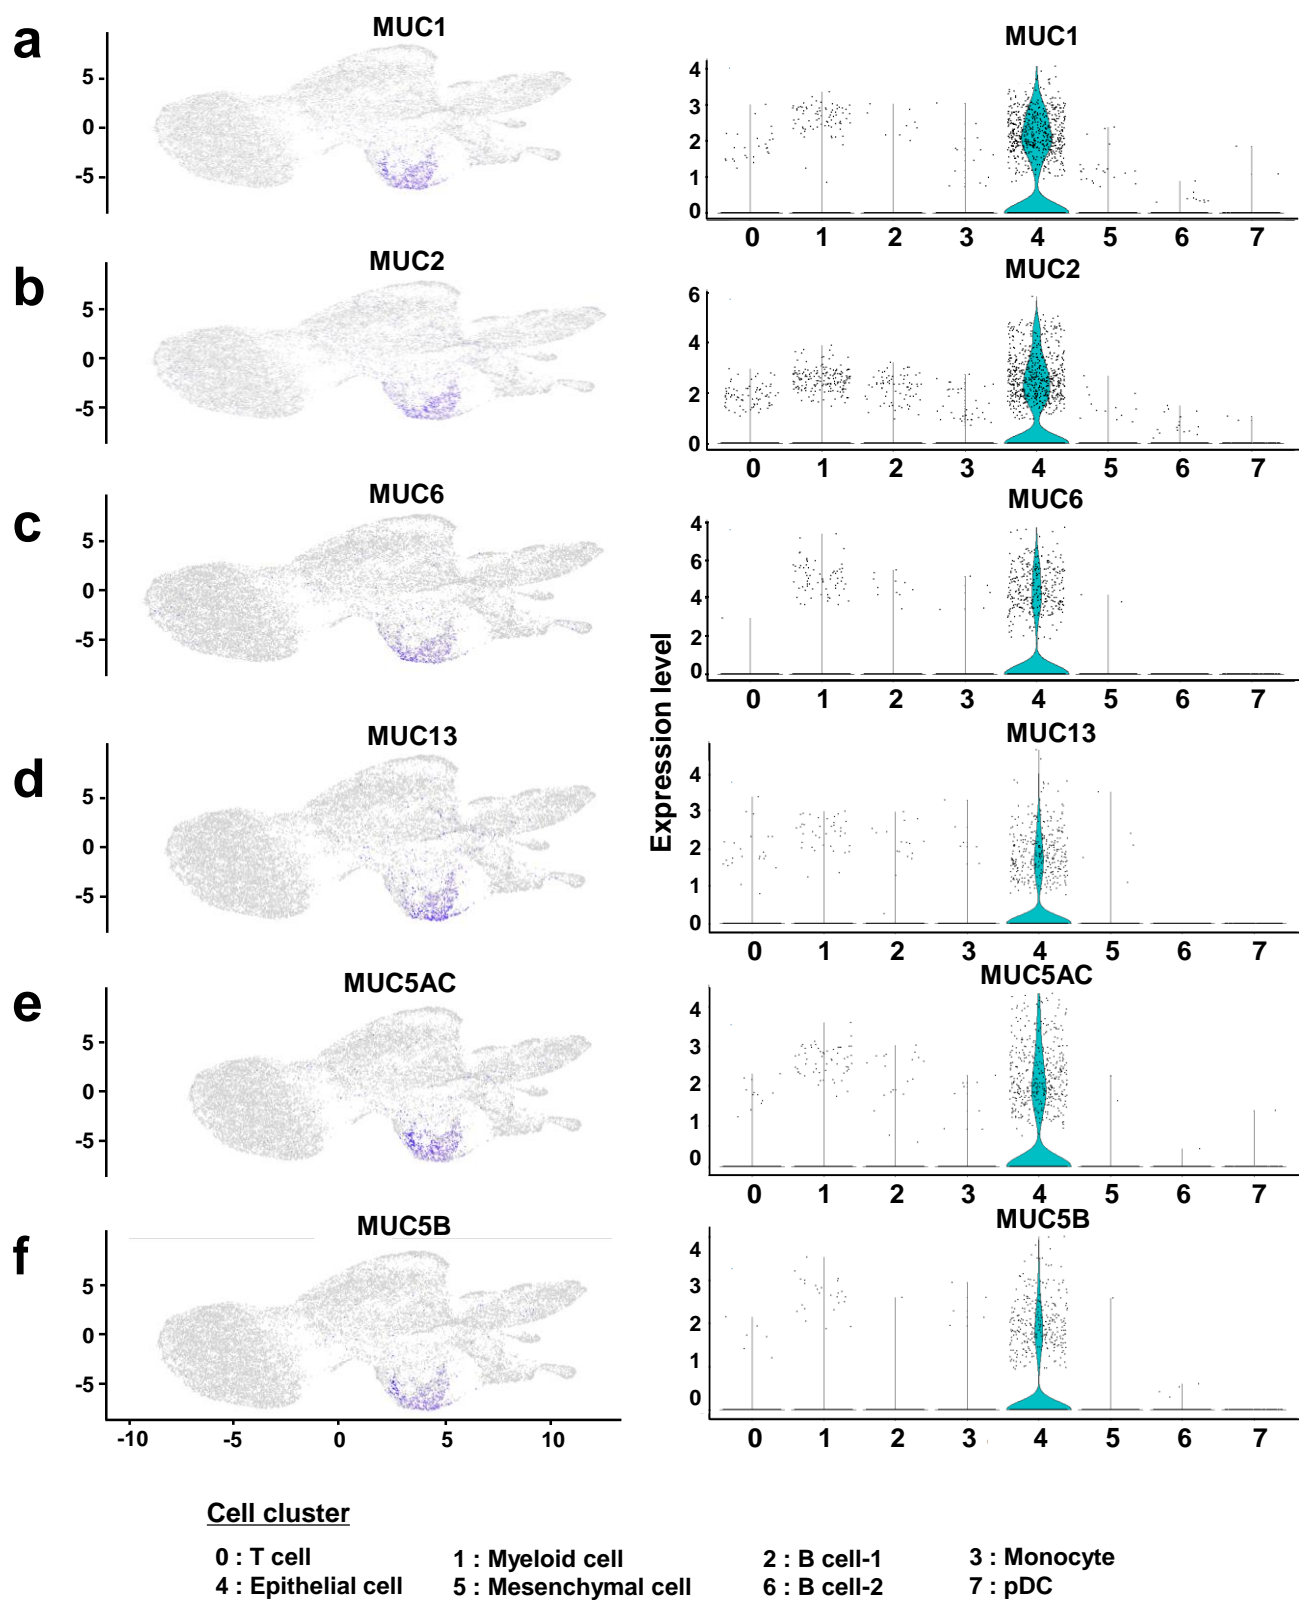 a
MUC1
5
0
-5
MUC1
4
3
2
1
0
0 1 2 3 4 5 6 7
b
MUC2
5
0
-5
MUC2
6
4
2
0
0 1 2 3 4 5 6 7
c
MUC6
5
0
-5
MUC6
4
6
4
2
0
0 1 2 3 4 5 6 7
Expression level
d
MUC13
5
0
-5
MUC13
4
3
2
1
0
0 1 2 3 4 5 6 7
e
MUC5AC
5
0
-5
MUC5AC
4
3
2
1
0
0 1 2 3 4 5 6 7
f
MUC5B
5
0
-5
-10 -5 0 5 10
MUC5B
4
3
2
1
0
0 1 2 3 4 5 6 7
Cell cluster
0 : T cell 1 : Myeloid cell 2 : B cell-1 3 : Monocyte
4 : Epithelial cell 5 : Mesenchymal cell 6 : B cell-2 7 : pDC